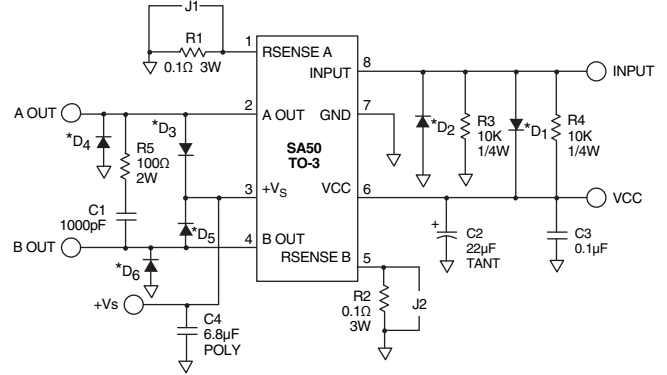 J1
R1
0.1Ω 3W
1
RSENSE A
INPUT
8
INPUT
A OUT
2
A OUT
GND
7
*D4
*D3
R5
100Ω
2W
SA50
TO-3
*D2
R3
10K
1/4W
*D1
R4
10K
1/4W
3
+VS
VCC
6
VCC
C1
1000pF
*D5
+
C2
22µF
TANT
C3
0.1µF
B OUT
4
B OUT
RSENSE B
5
*D6
+Vs
R2
0.1Ω
3W
J2
C4
6.8µF
POLY